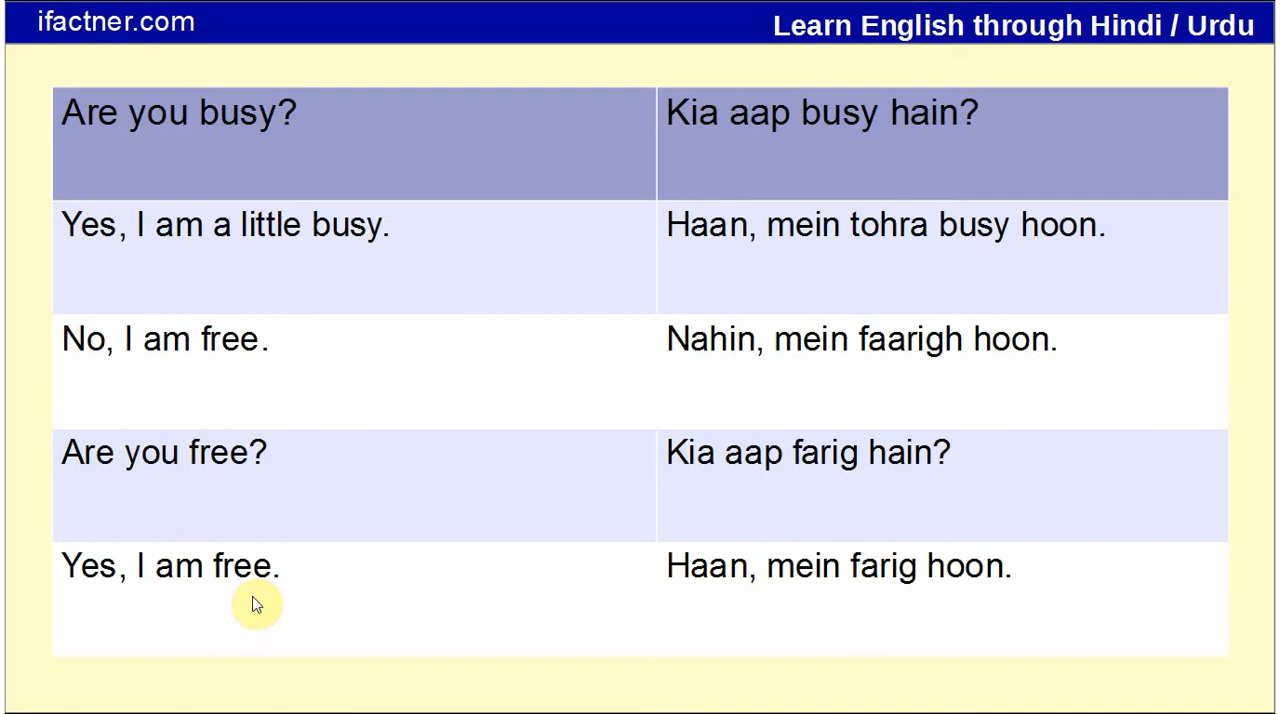 ifactner.com
Learn English through Hindi / Urdu
Are you busy?
Kia aap busy hain?
Yes, I am a little busy.
Haan, mein tohra busy hoon.
No, I am free.
Nahin, mein faarigh hoon.
Are you free?
Kia aap farig hain?
Yes, I am free.
Haan, mein farig hoon.